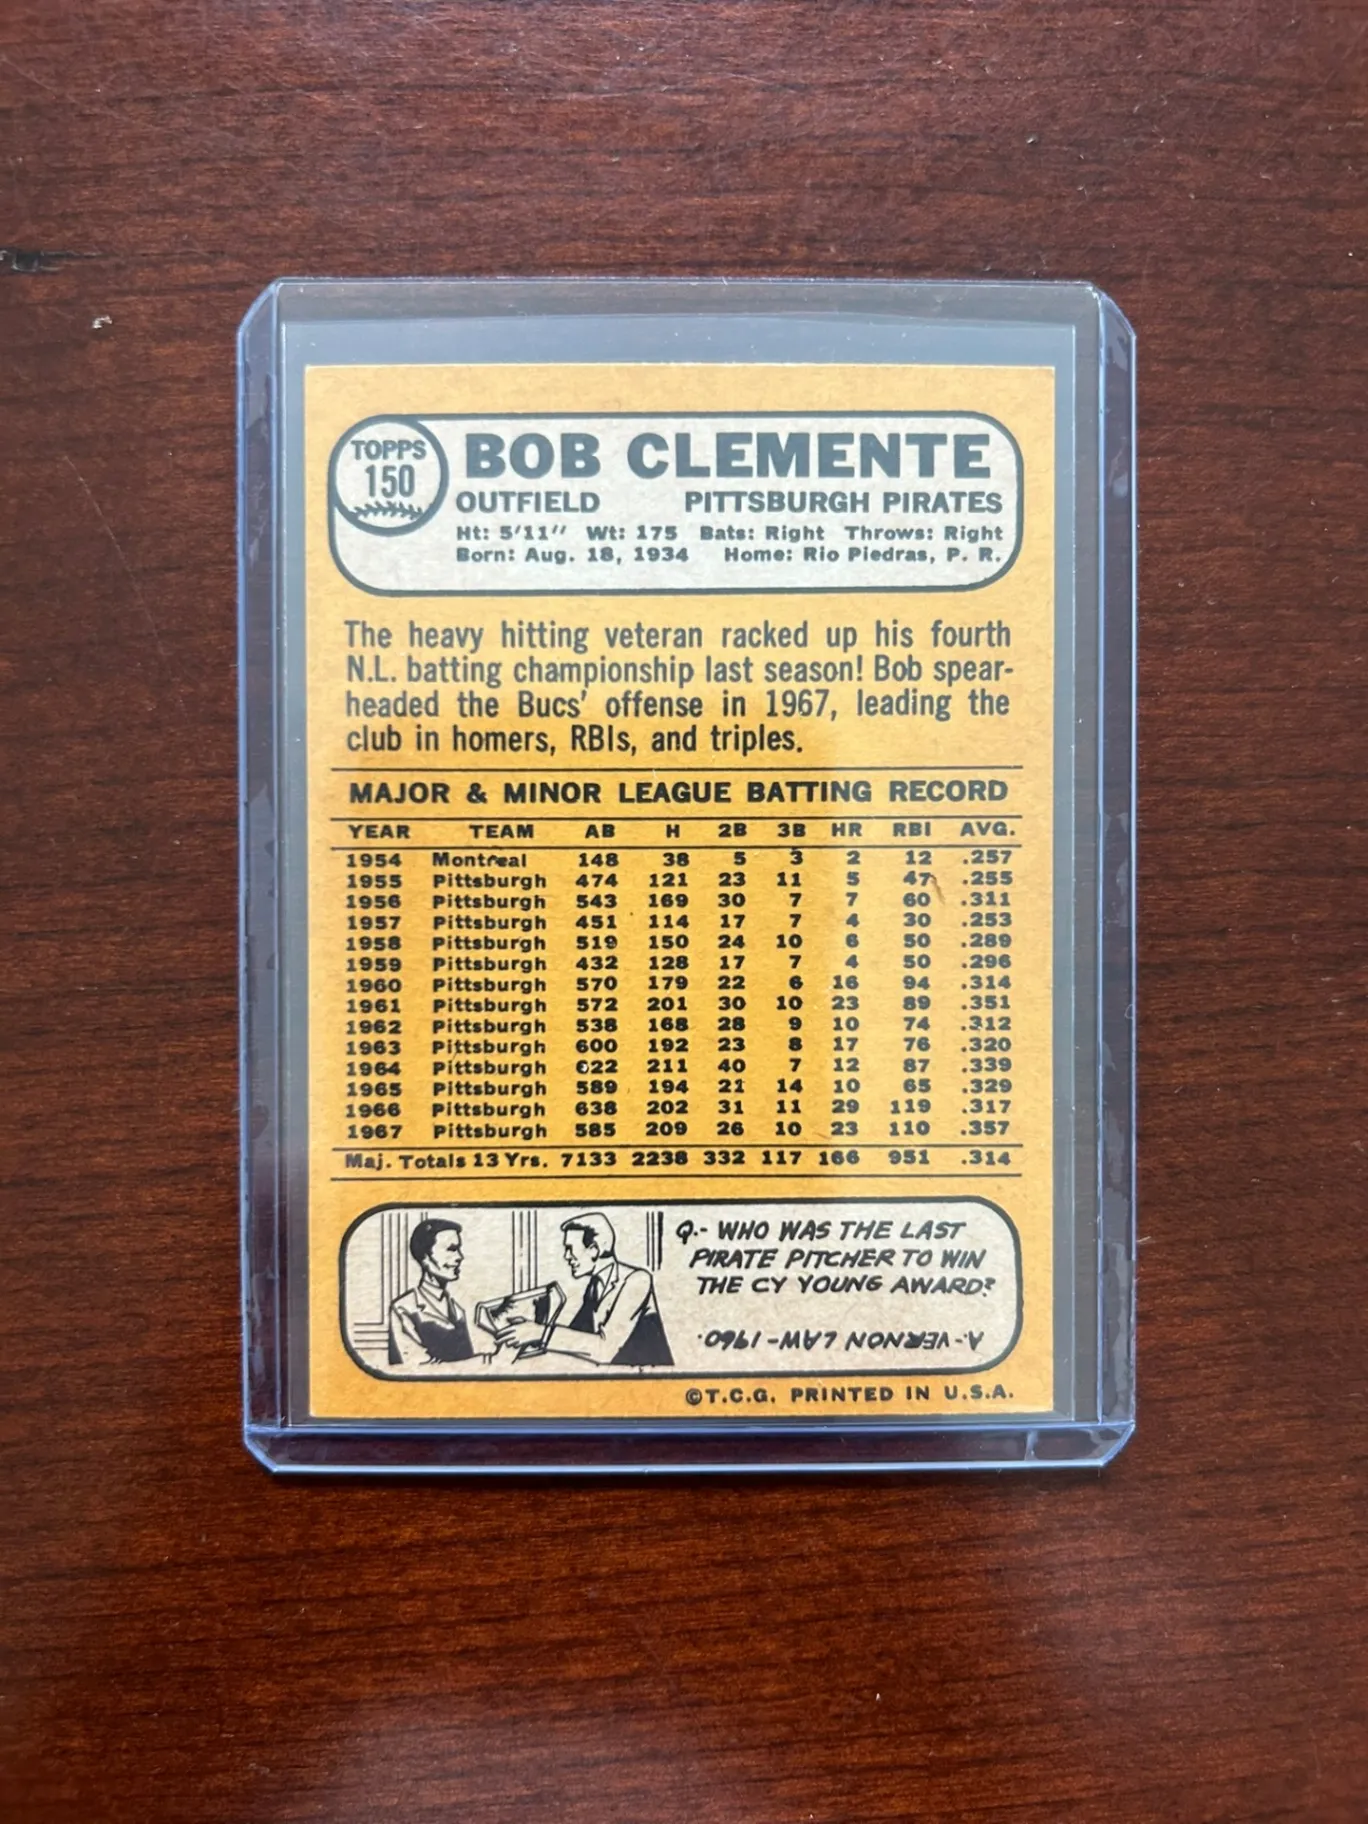 TOPPS
150
BOB CLEMENTE
OUTFIELD PITTSBURGH PIRATES
Ht: 5'11" Wt: 175 Bats: Right Throws: Right
Born: Aug. 18, 1934 Home: Rio Piedras, P. R.
The heavy hitting veteran racked up his fourth
N.L. batting championship last season! Bob spear-
headed the Bucs' offense in 1967, leading the
club in homers, RBIs, and triples.
MAJOR & MINOR LEAGUE BATTING RECORD
YEAR TEAM AB H 2B 3B HR RBI AVG.
1954 Montreal 148 38 5 3 2 12 .257
1955 Pittsburgh 474 121 23 11 5 47 .255
1956 Pittsburgh 543 169 30 7 7 60 .311
1957 Pittsburgh 451 114 17 7 4 30 .253
1958 Pittsburgh 519 150 24 10 6 50 .289
1959 Pittsburgh 432 128 17 7 4 50 .296
1960 Pittsburgh 570 179 22 6 16 94 .314
1961 Pittsburgh 572 201 30 10 23 89 .351
1962 Pittsburgh 538 168 28 9 10 74 .312
1963 Pittsburgh 600 192 23 8 17 76 .320
1964 Pittsburgh 622 211 40 7 12 87 .339
1965 Pittsburgh 589 194 21 14 10 65 .329
1966 Pittsburgh 638 202 31 11 29 119 .317
1967 Pittsburgh 585 209 26 10 23 110 .357
Maj. Totals 13 Yrs. 7133 2238 332 117 166 951 .314
Q.- WHO WAS THE LAST
PIRATE PITCHER TO WIN
THE CY YOUNG AWARD?
A.- VERNON LAW - 1960.
©T.C.G. PRINTED IN U.S.A.